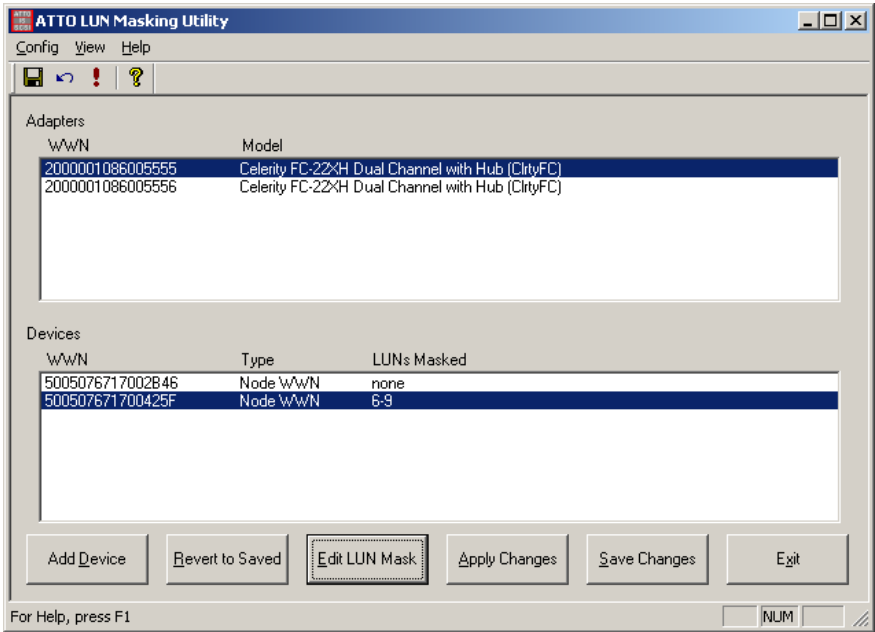 ATTO IS SCSI ATTO LUN Masking Utility
Config View Help
Adapters
WWN Model
2000001086005555 Celerity FC-22XH Dual Channel with Hub (ClrtyFC)
2000001086005556 Celerity FC-22XH Dual Channel with Hub (ClrtyFC)
Devices
WWN Type LUNs Masked
5005076717002B46 Node WWN none
500507671700425F Node WWN 6-9
Add Device Revert to Saved Edit LUN Mask Apply Changes Save Changes Exit
For Help, press F1 NUM